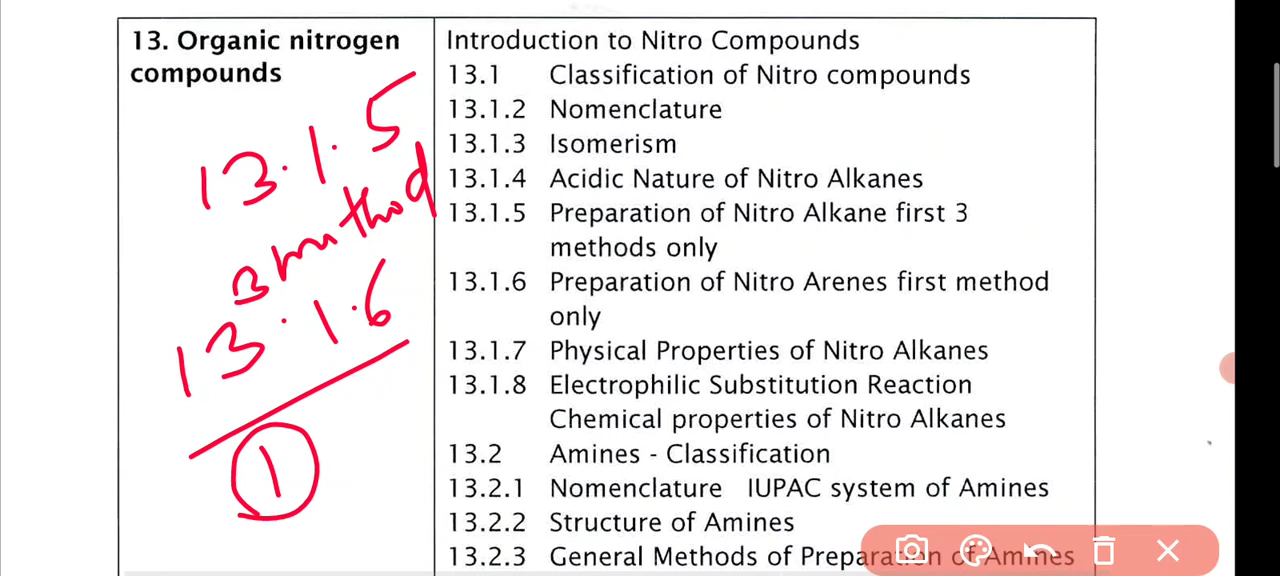 13. Organic nitrogen
compounds
13.1.5
3 method
13.1.6
1
Introduction to Nitro Compounds
13.1 Classification of Nitro compounds
13.1.2 Nomenclature
13.1.3 Isomerism
13.1.4 Acidic Nature of Nitro Alkanes
13.1.5 Preparation of Nitro Alkane first 3
methods only
13.1.6 Preparation of Nitro Arenes first method
only
13.1.7 Physical Properties of Nitro Alkanes
13.1.8 Electrophilic Substitution Reaction
Chemical properties of Nitro Alkanes
13.2 Amines - Classification
13.2.1 Nomenclature IUPAC system of Amines
13.2.2 Structure of Amines
13.2.3 General Methods of Preparation of Amines